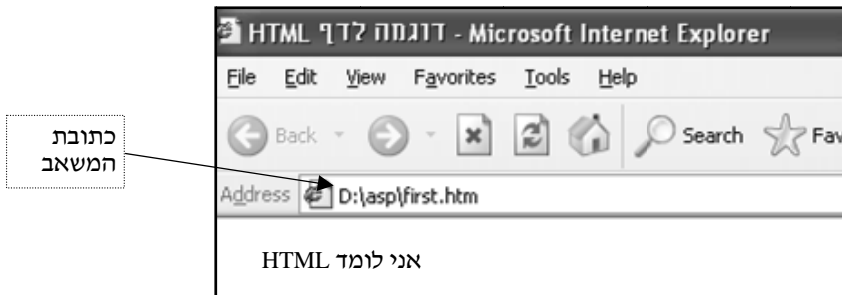 דוגמה לדף HTML - Microsoft Internet Explorer
File Edit View Favorites Tools Help
Back Search Fav
כתובת
המשאב
Address D:\asp\first.htm
אני לומד HTML